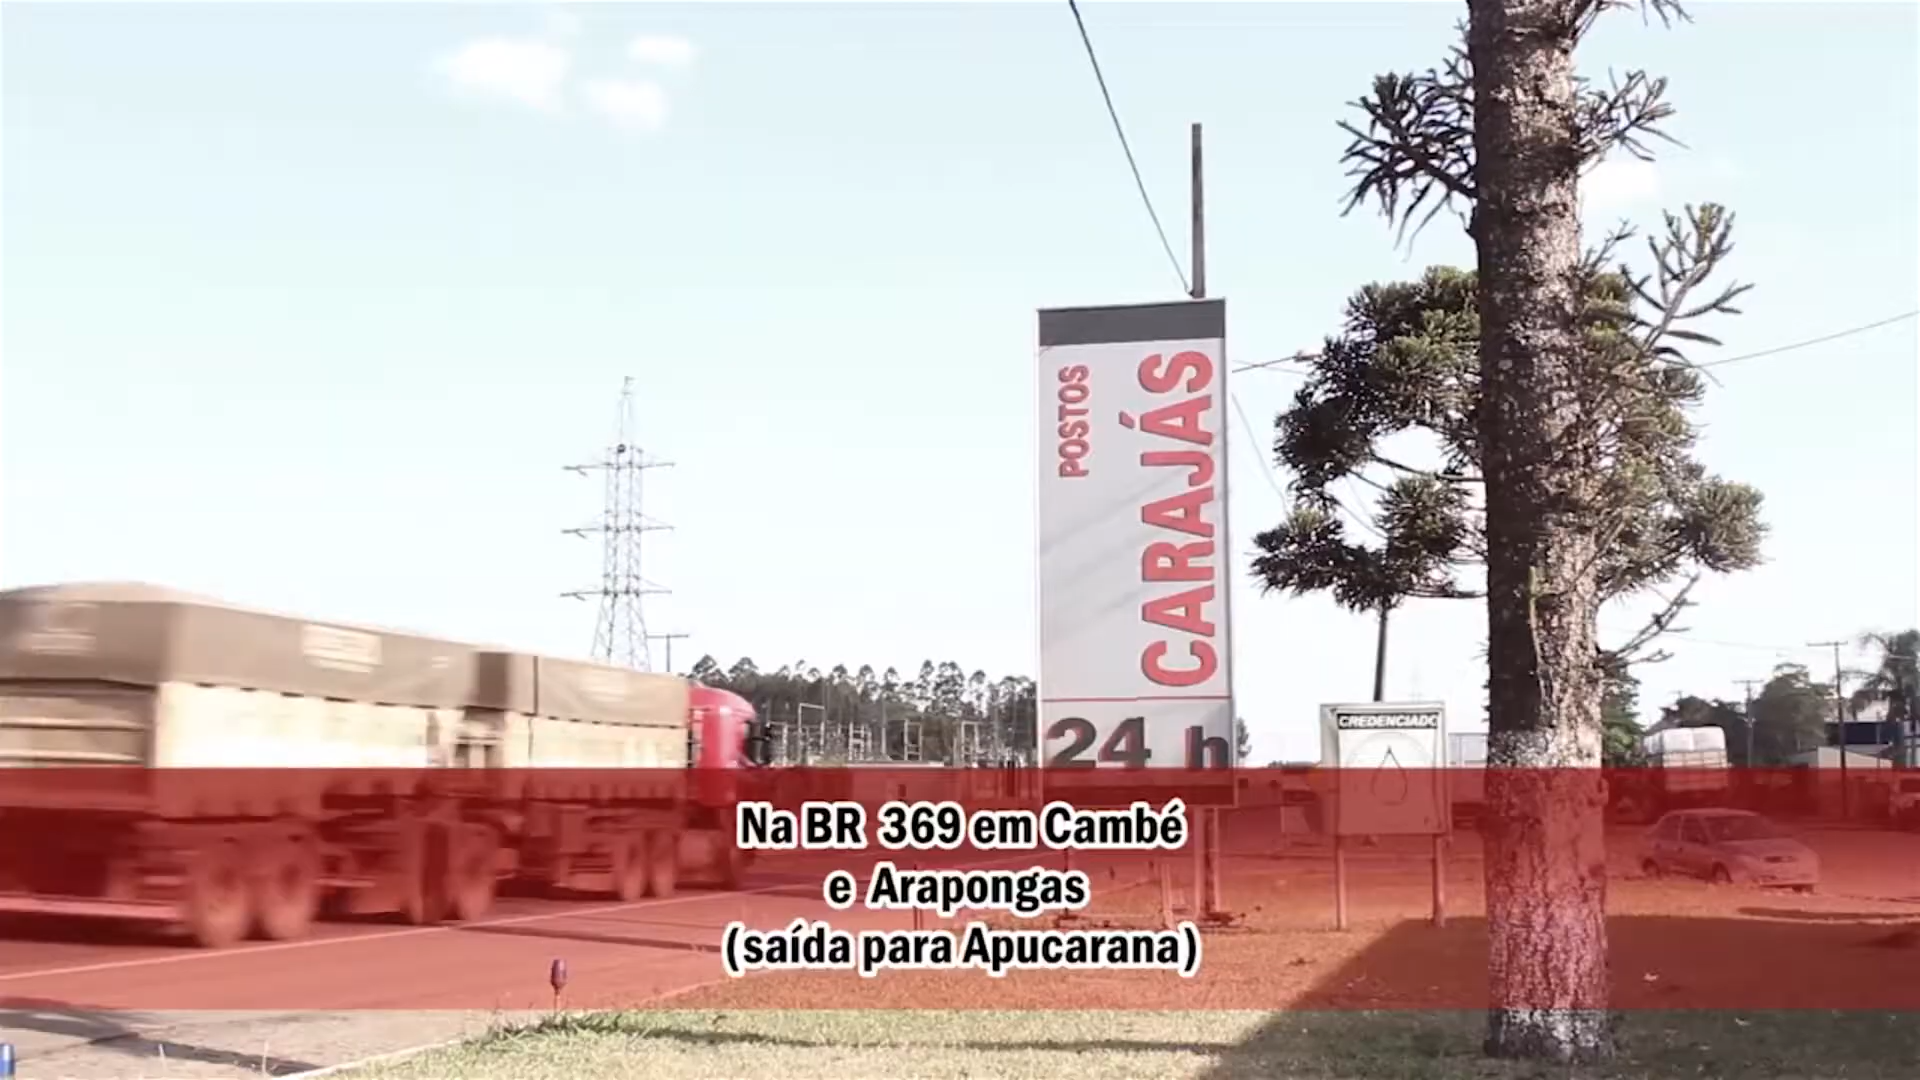 POSTOS
CARAJÁS
24 h
CREDENCIADO
Na BR 369 em Cambé
e Arapongas
(saída para Apucarana)